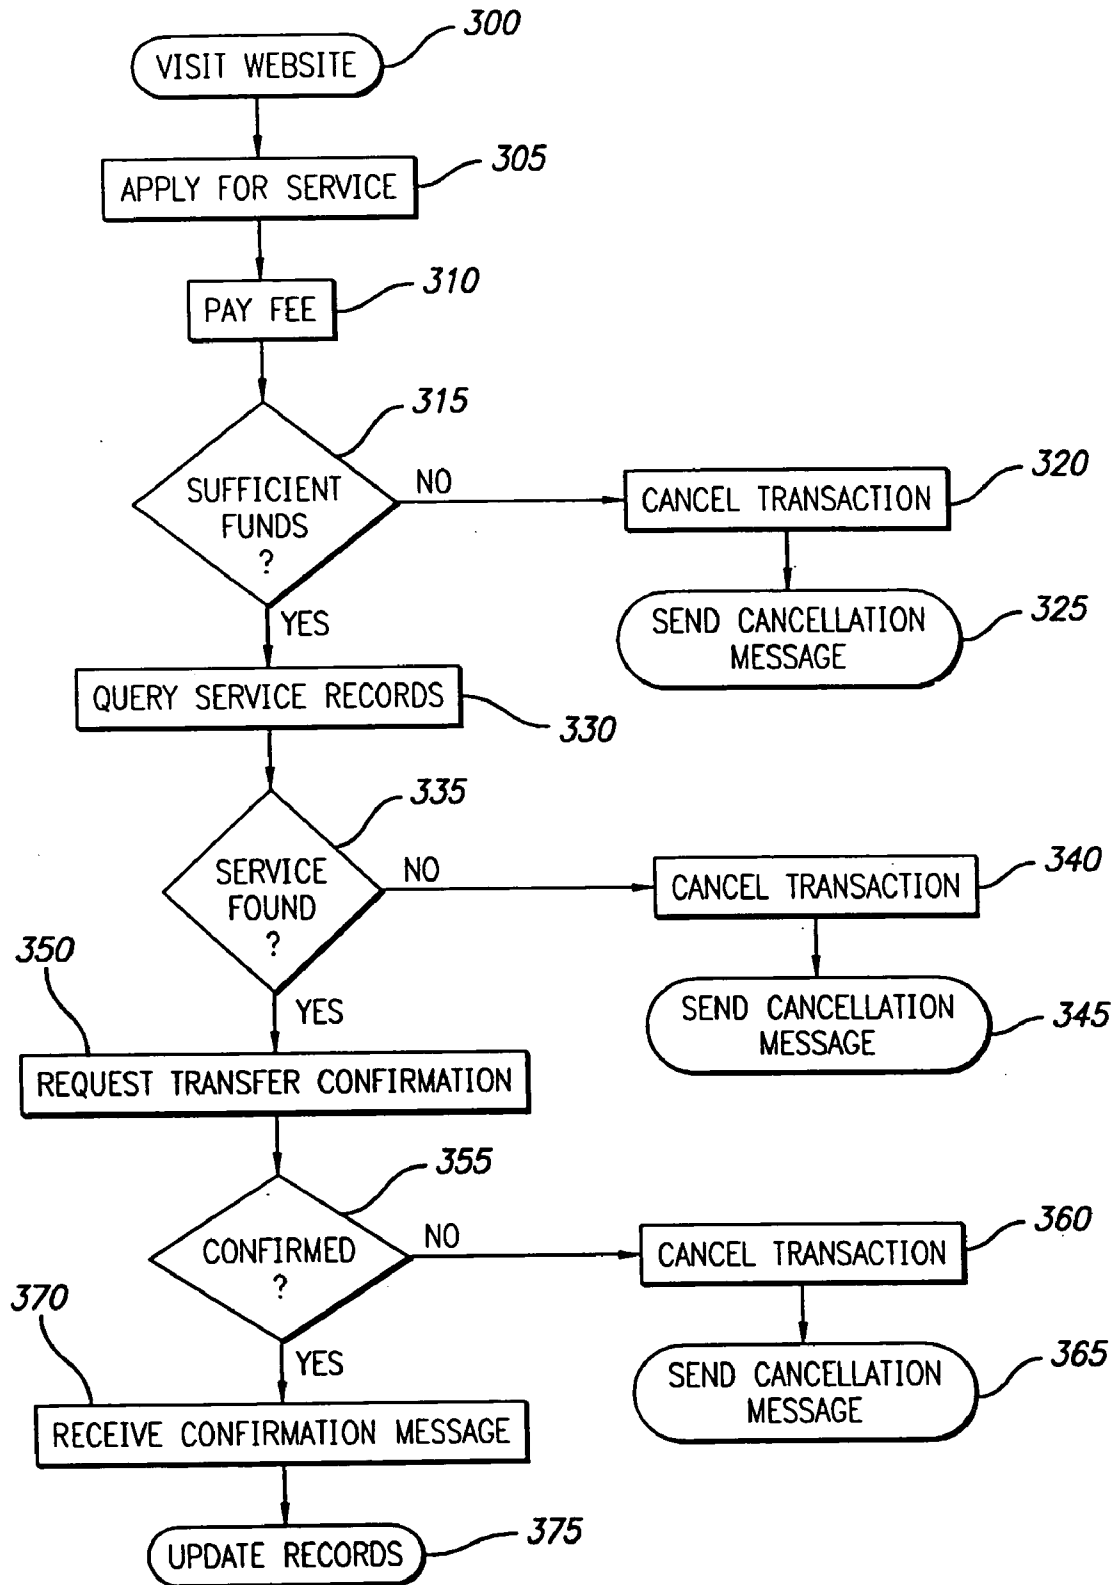 300
VISIT WEBSITE
305
APPLY FOR SERVICE
310
PAY FEE
315
SUFFICIENT
FUNDS
?
NO
320
CANCEL TRANSACTION
325
SEND CANCELLATION
MESSAGE
YES
QUERY SERVICE RECORDS
330
335
SERVICE
FOUND
?
NO
340
CANCEL TRANSACTION
345
SEND CANCELLATION
MESSAGE
YES
350
REQUEST TRANSFER CONFIRMATION
355
CONFIRMED
?
NO
360
CANCEL TRANSACTION
365
SEND CANCELLATION
MESSAGE
YES
370
RECEIVE CONFIRMATION MESSAGE
375
UPDATE RECORDS